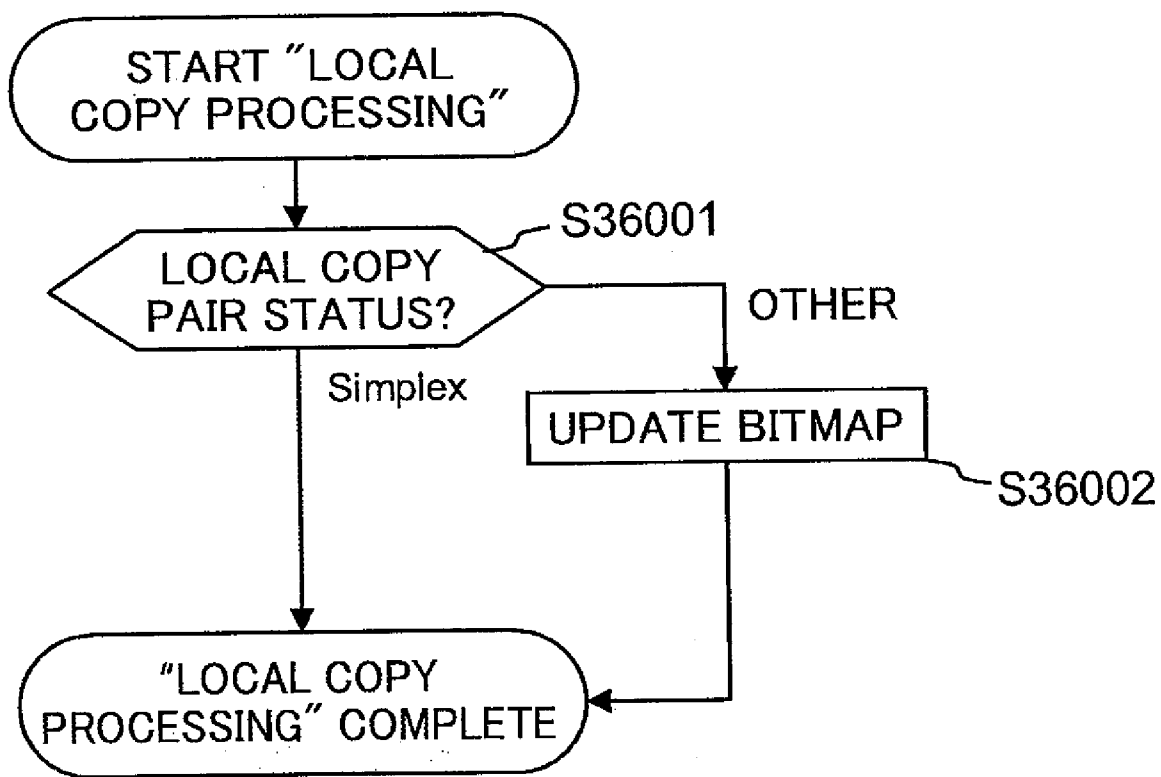 START "LOCAL
COPY PROCESSING"
S36001
LOCAL COPY
PAIR STATUS?
OTHER
Simplex
UPDATE BITMAP
S36002
"LOCAL COPY
PROCESSING" COMPLETE